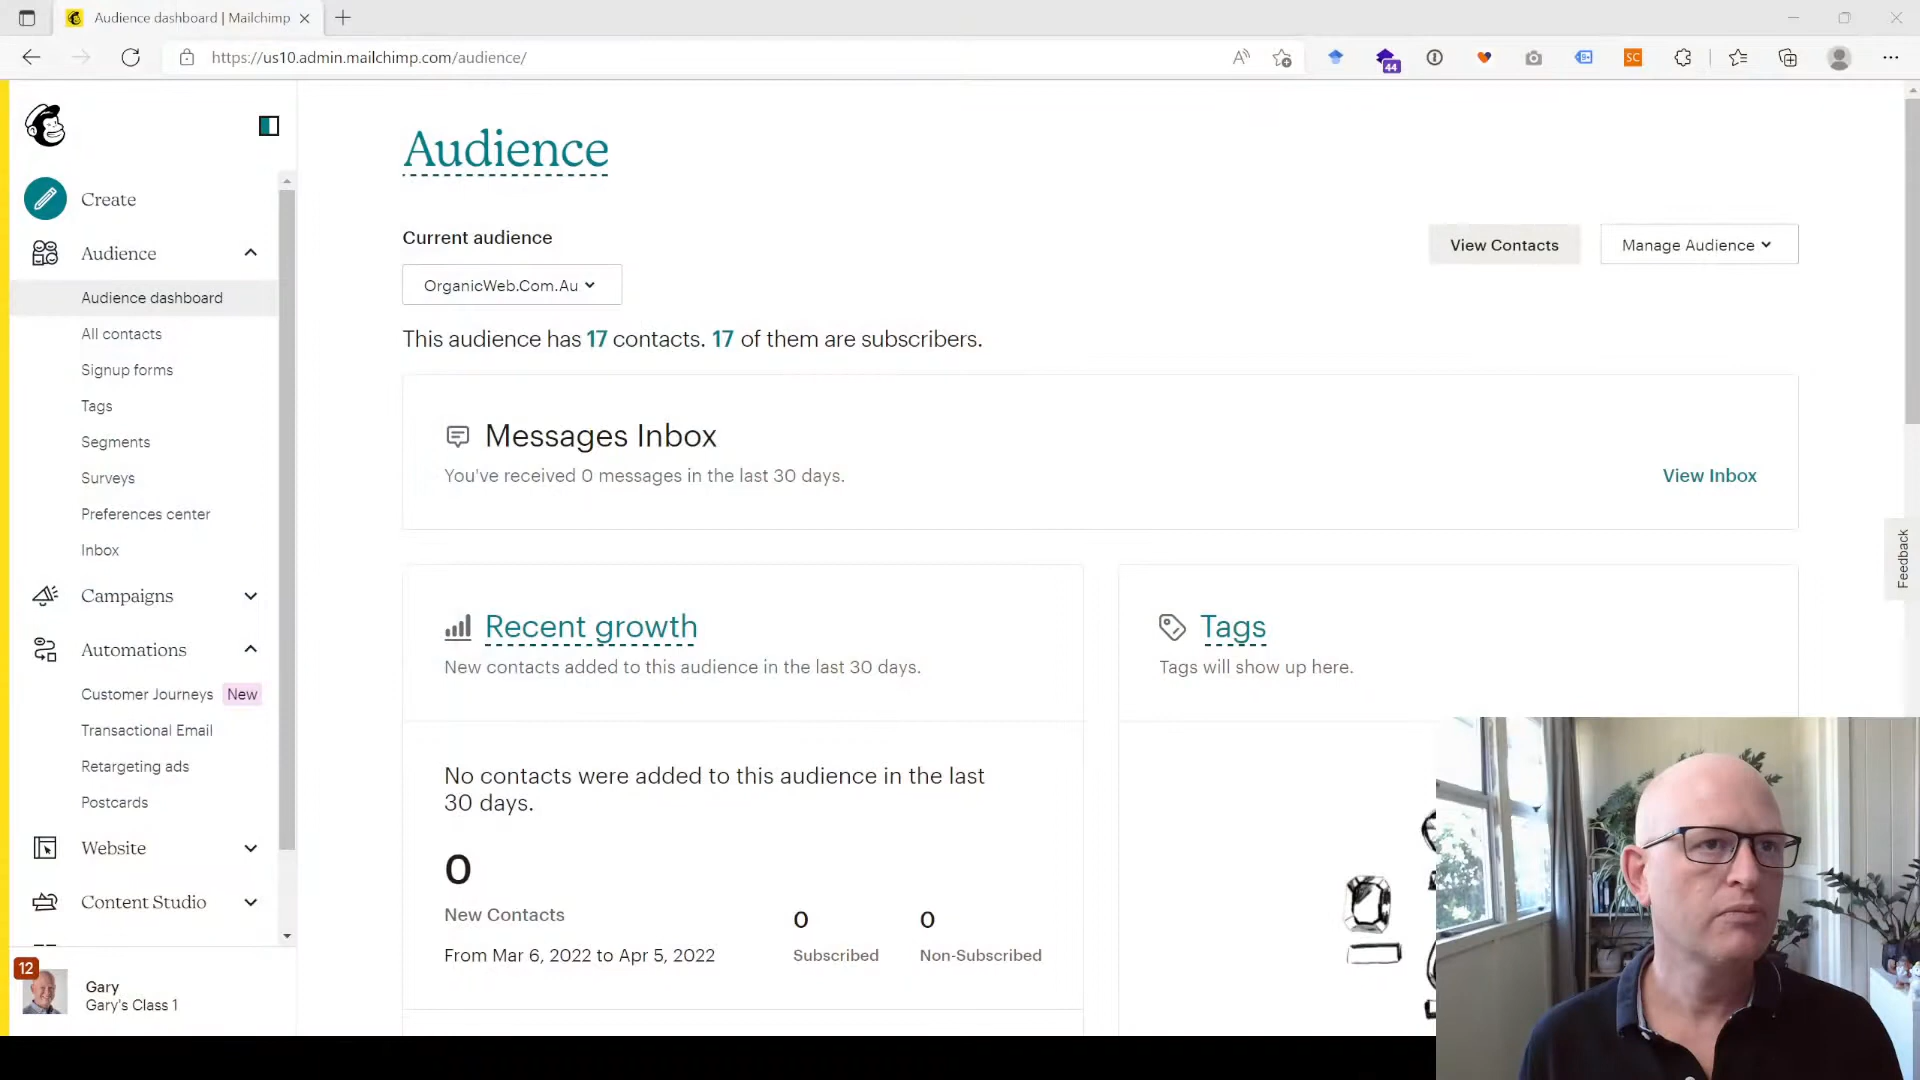 Audience dashboard | Mailchimp
https://us10.admin.mailchimp.com/audience/
44
SC
Create
Audience
Audience dashboard
All contacts
Signup forms
Tags
Segments
Surveys
Preferences center
Inbox
Campaigns
Automations
Customer Journeys New
Transactional Email
Retargeting ads
Postcards
Website
Content Studio
12
Gary
Gary's Class 1
Audience
Current audience
OrganicWeb.Com.Au
View Contacts
Manage Audience
This audience has 17 contacts. 17 of them are subscribers.
Messages Inbox
You've received 0 messages in the last 30 days.
View Inbox
Recent growth
New contacts added to this audience in the last 30 days.
No contacts were added to this audience in the last
30 days.
0
New Contacts
From Mar 6, 2022 to Apr 5, 2022
0
Subscribed
0
Non-Subscribed
Tags
Tags will show up here.
Feedback